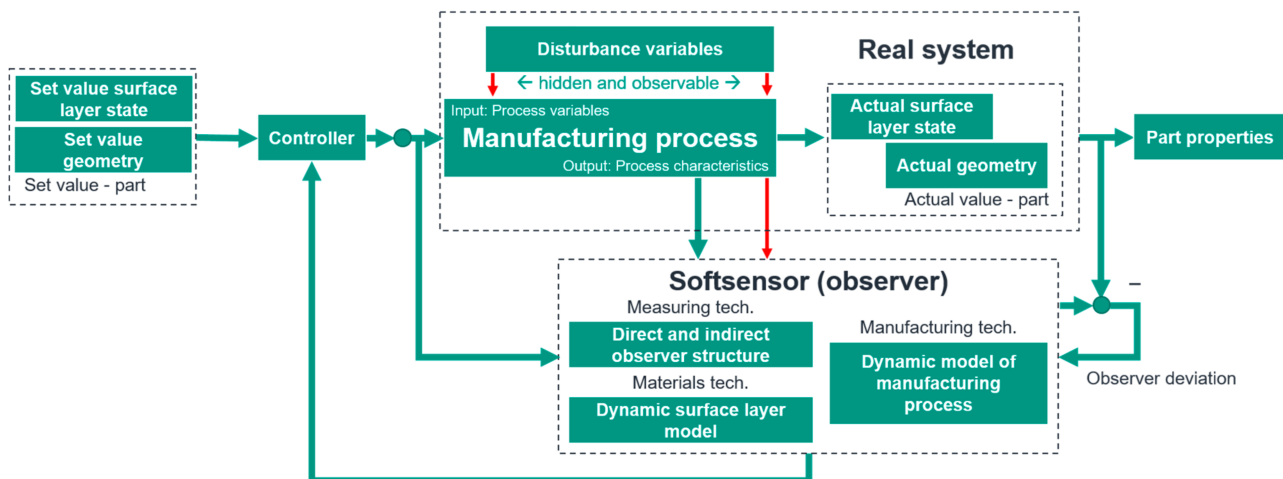 Disturbance variables
Real system
← hidden and observable →
Set value surface
layer state
Set value
geometry
Set value - part
Controller
Input: Process variables
Manufacturing process
Output: Process characteristics
Actual surface
layer state
Actual geometry
Actual value - part
Part properties
Softsensor (observer)
Measuring tech.
Direct and indirect
observer structure
Materials tech.
Dynamic surface layer
model
Manufacturing tech.
Dynamic model of
manufacturing
process
–
Observer deviation